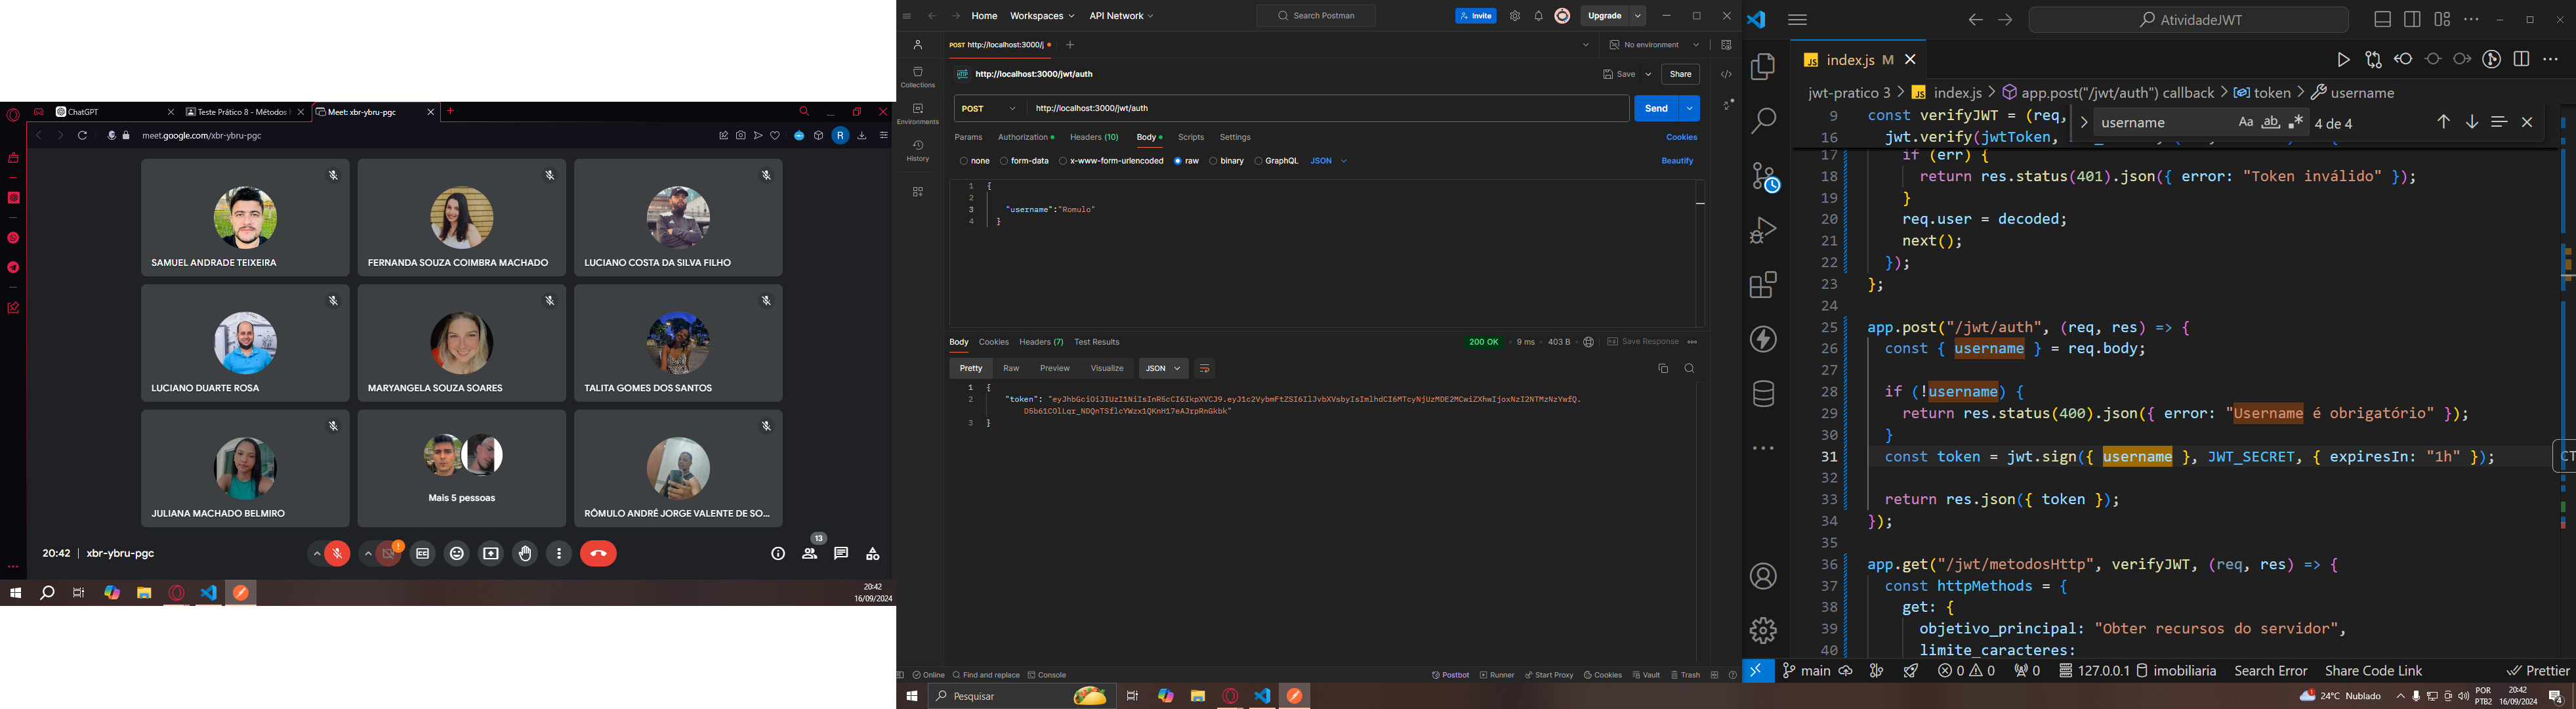 ChatGPT
Teste Prático 8 - Métodos
Meet: xbr-ybru-pgc
meet.google.com/xbr-ybru-pgc
SAMUEL ANDRADE TEIXEIRA
FERNANDA SOUZA COIMBRA MACHADO
LUCIANO COSTA DA SILVA FILHO
LUCIANO DUARTE ROSA
MARYANGELA SOUZA SOARES
TALITA GOMES DOS SANTOS
JULIANA MACHADO BELMIRO
Mais 5 pessoas
RÔMULO ANDRÉ JORGE VALENTE DE SO...
20:42 | xbr-ybru-pgc
13
20:42
16/09/2024
Home Workspaces API Network
Search Postman
Invite
Upgrade
POST http://localhost:3000/j
No environment
Collections
Environments
History
HTTP http://localhost:3000/jwt/auth
Save
Share
POST
http://localhost:3000/jwt/auth
Send
Params Authorization Headers (10) Body Scripts Settings
Cookies
none form-data x-www-form-urlencoded raw binary GraphQL JSON
Beautify
1 {
2
3 "username":"Romulo"
4 }
Body Cookies Headers (7) Test Results
200 OK 9 ms 403 B Save Response
Pretty Raw Preview Visualize JSON
1 {
2 "token": "eyJhbGciOiJIUzI1NiIsInR5cCI6IkpXVCJ9.eyJ1c2VybmFtZSI6IlJvbXVsbyIsImlhdCI6MTcyNjUzMDE2MCwiZXhwIjoxNzI2NTMzNzYwfQ.
D5b61COlLqr_NDQnTSflcYWzx1QKnH17eAJrpRnGkbk"
3 }
Online Find and replace Console
Postbot Runner Start Proxy Cookies Vault Trash
Pesquisar
AtividadeJWT
JS index.js M
jwt-pratico 3 > JS index.js > app.post("/jwt/auth") callback > token > username
username
Aa ab
4 de 4
9 const verifyJWT = (req,
16 jwt.verify(jwtToken,
17 if (err) {
18 return res.status(401).json({ error: "Token inválido" });
19 }
20 req.user = decoded;
21 next();
22 });
23 };
24
25 app.post("/jwt/auth", (req, res) => {
26 const { username } = req.body;
27
28 if (!username) {
29 return res.status(400).json({ error: "Username é obrigatório" });
30 }
31 const token = jwt.sign({ username }, JWT_SECRET, { expiresIn: "1h" });
32
33 return res.json({ token });
34 });
35
36 app.get("/jwt/metodosHttp", verifyJWT, (req, res) => {
37 const httpMethods = {
38 get: {
39 objetivo_principal: "Obter recursos do servidor",
40 limite_caracteres:
main 0 0 0 127.0.0.1 imobiliaria Search Error Share Code Link Prettier
24°C Nublado
POR
PTB2
20:42
16/09/2024
4